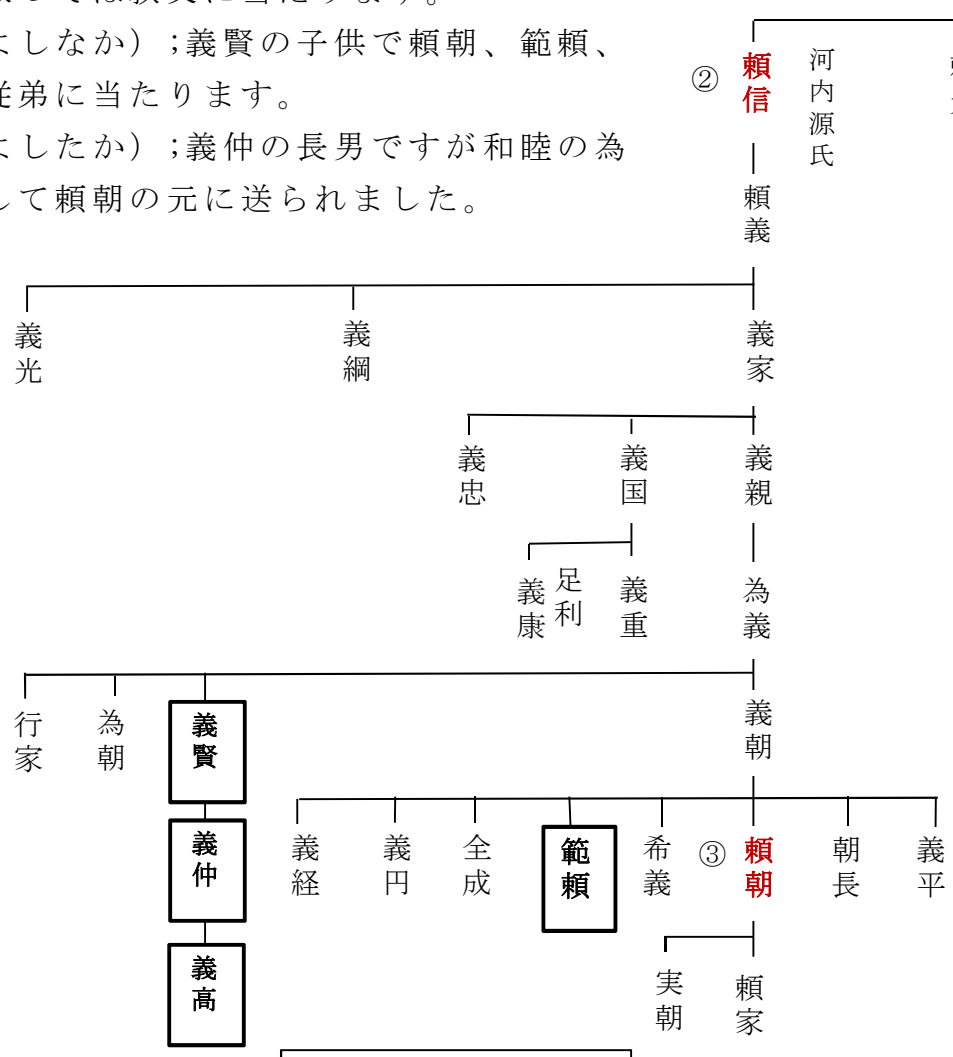 しなか）；義賢の子供で頼朝、範頼、
従弟に当たります。
したか）；義仲の長男ですが和睦の為
して頼朝の元に送られました。
②
頼信
河内源氏
頼義
義光
義綱
義家
義忠
義国
義親
足利
義康
義重
為義
行家
為朝
義賢
義朝
義仲
義経
義円
全成
範頼
希義
③
頼朝
朝長
義平
義高
実朝
頼家